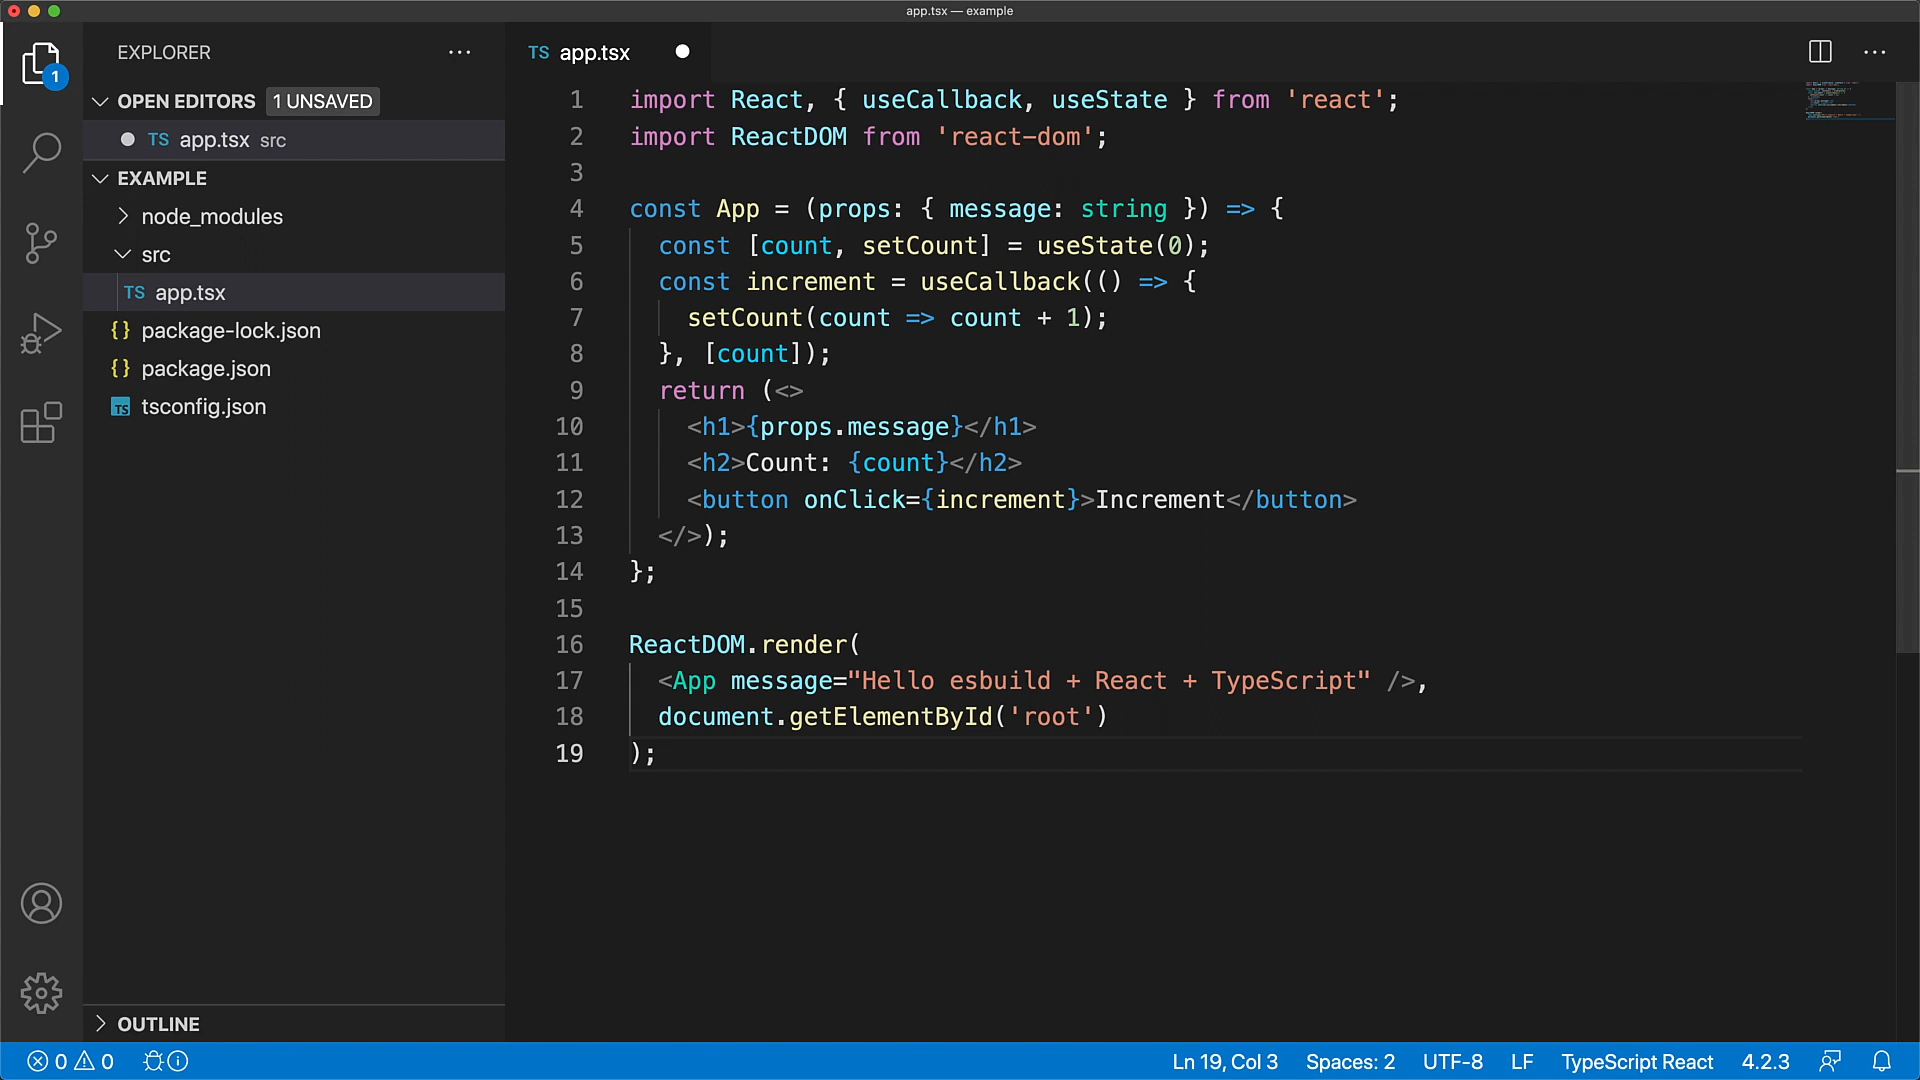 app.tsx — example
EXPLORER
OPEN EDITORS 1 UNSAVED
TS app.tsx src
EXAMPLE
node_modules
src
TS app.tsx
{} package-lock.json
{} package.json
TS tsconfig.json
OUTLINE
1
TS app.tsx
1 import React, { useCallback, useState } from 'react';
2 import ReactDOM from 'react-dom';
3
4 const App = (props: { message: string }) => {
5 const [count, setCount] = useState(0);
6 const increment = useCallback(() => {
7 setCount(count => count + 1);
8 }, [count]);
9 return (<>
10 <h1>{props.message}</h1>
11 <h2>Count: {count}</h2>
12 <button onClick={increment}>Increment</button>
13 </>);
14 };
15
16 ReactDOM.render(
17 <App message="Hello esbuild + React + TypeScript" />,
18 document.getElementById('root')
19 );
0 0 Ln 19, Col 3 Spaces: 2 UTF-8 LF TypeScript React 4.2.3